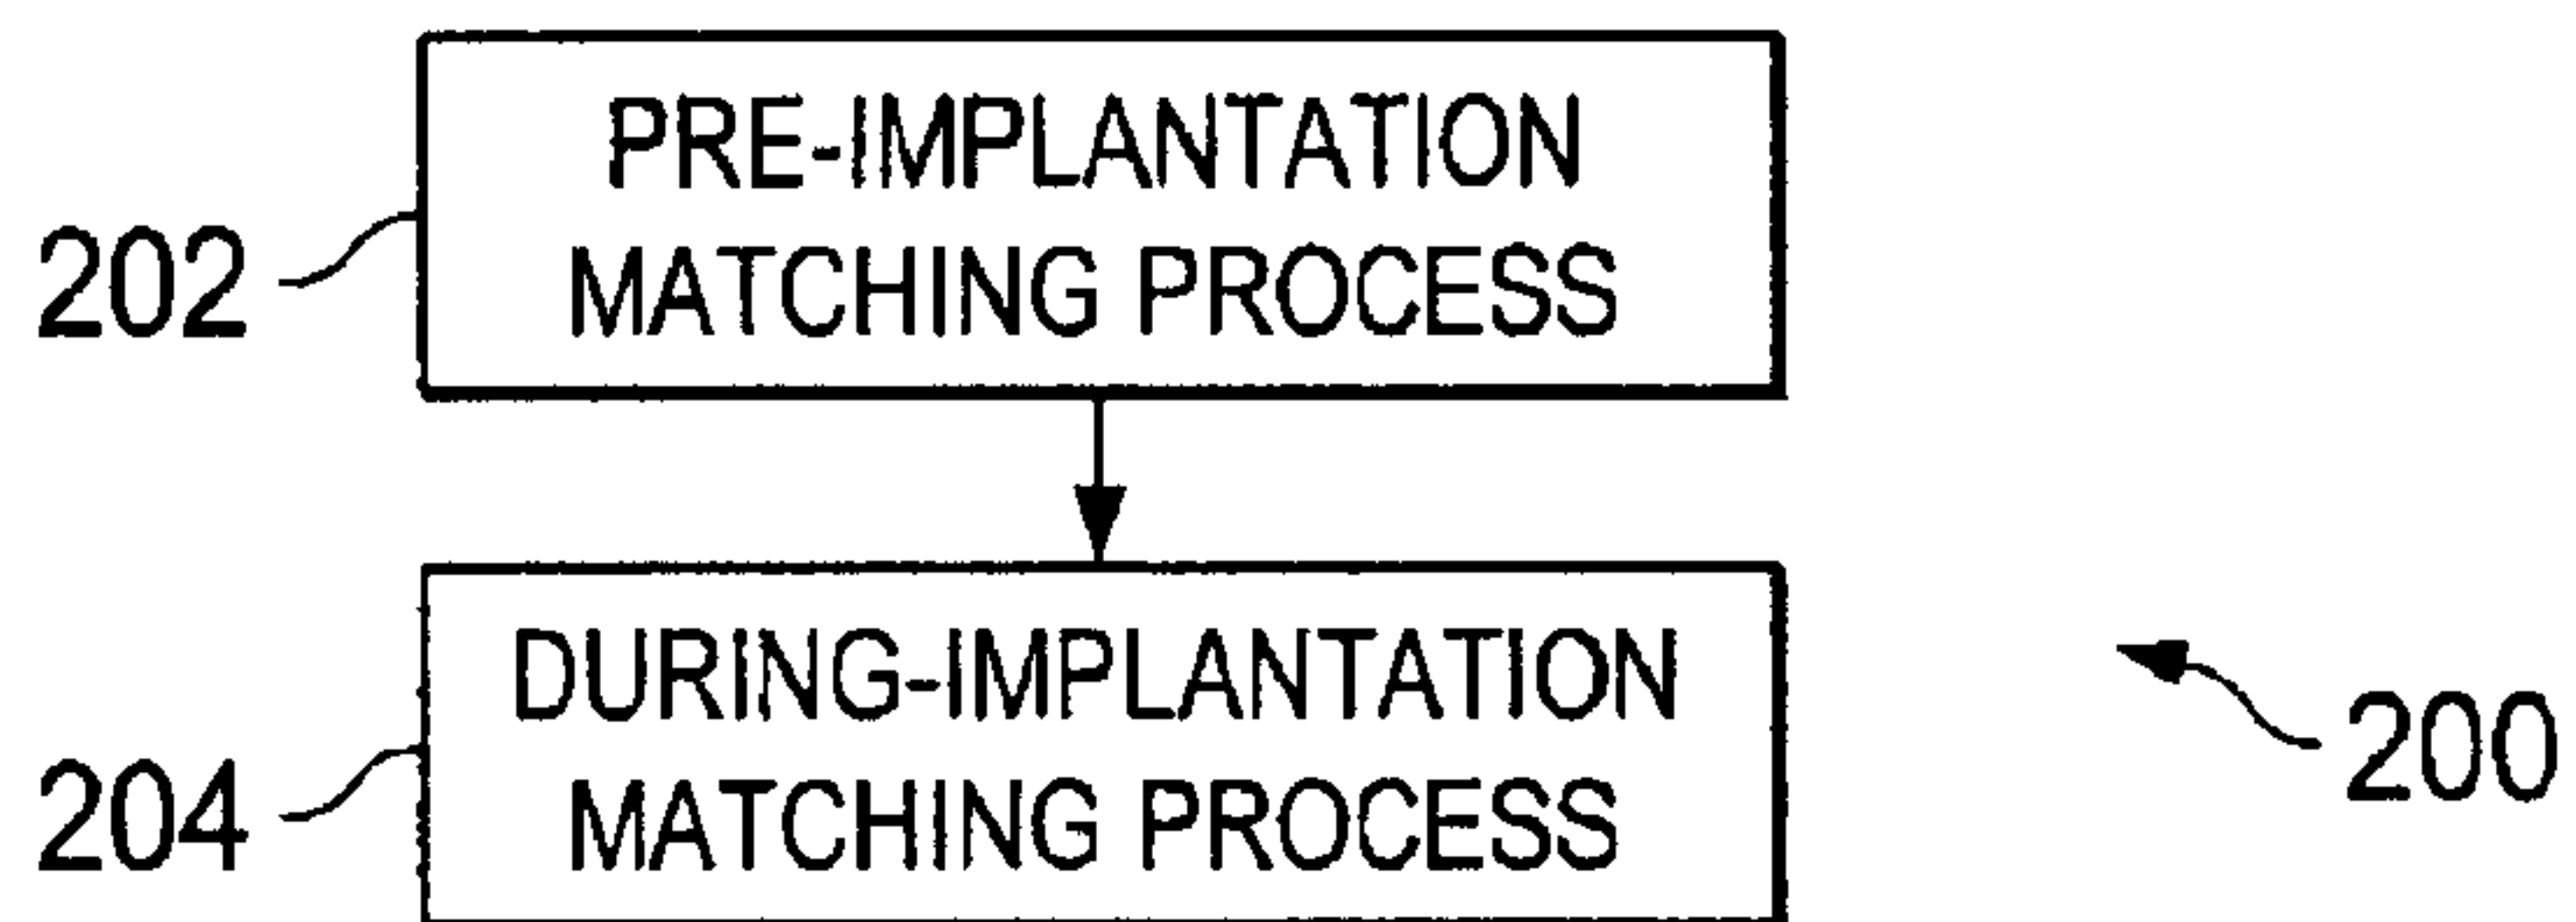 PRE-IMPLANTATION
MATCHING PROCESS
202
DURING-IMPLANTATION
MATCHING PROCESS
204
200